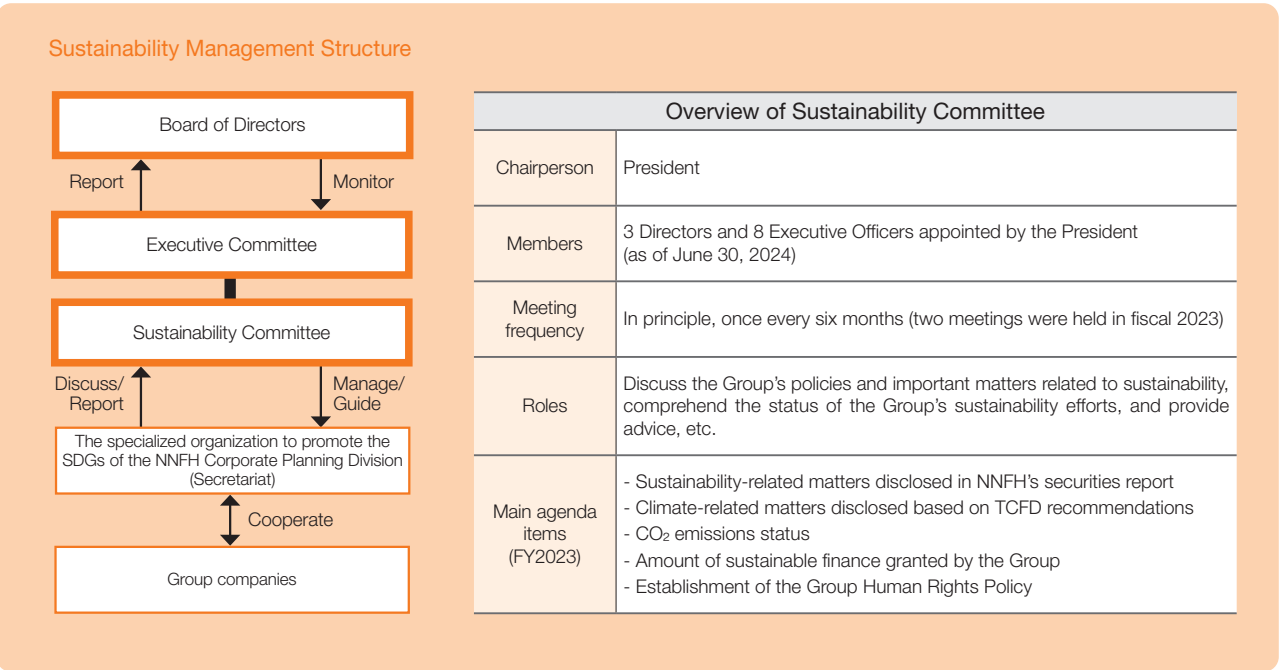 Sustainability Management Structure
Board of Directors
Report
Monitor
Executive Committee
Sustainability Committee
Discuss/
Report
Manage/
Guide
The specialized organization to promote the
SDGs of the NNFH Corporate Planning Division
(Secretariat)
Cooperate
Group companies
Overview of Sustainability Committee
Chairperson
President
Members
3 Directors and 8 Executive Officers appointed by the President
(as of June 30, 2024)
Meeting
frequency
In principle, once every six months (two meetings were held in fiscal 2023)
Roles
Discuss the Group's policies and important matters related to sustainability,
comprehend the status of the Group's sustainability efforts, and provide
advice, etc.
Main agenda
items
(FY2023)
- Sustainability-related matters disclosed in NNFH's securities report
- Climate-related matters disclosed based on TCFD recommendations
- CO₂ emissions status
- Amount of sustainable finance granted by the Group
- Establishment of the Group Human Rights Policy